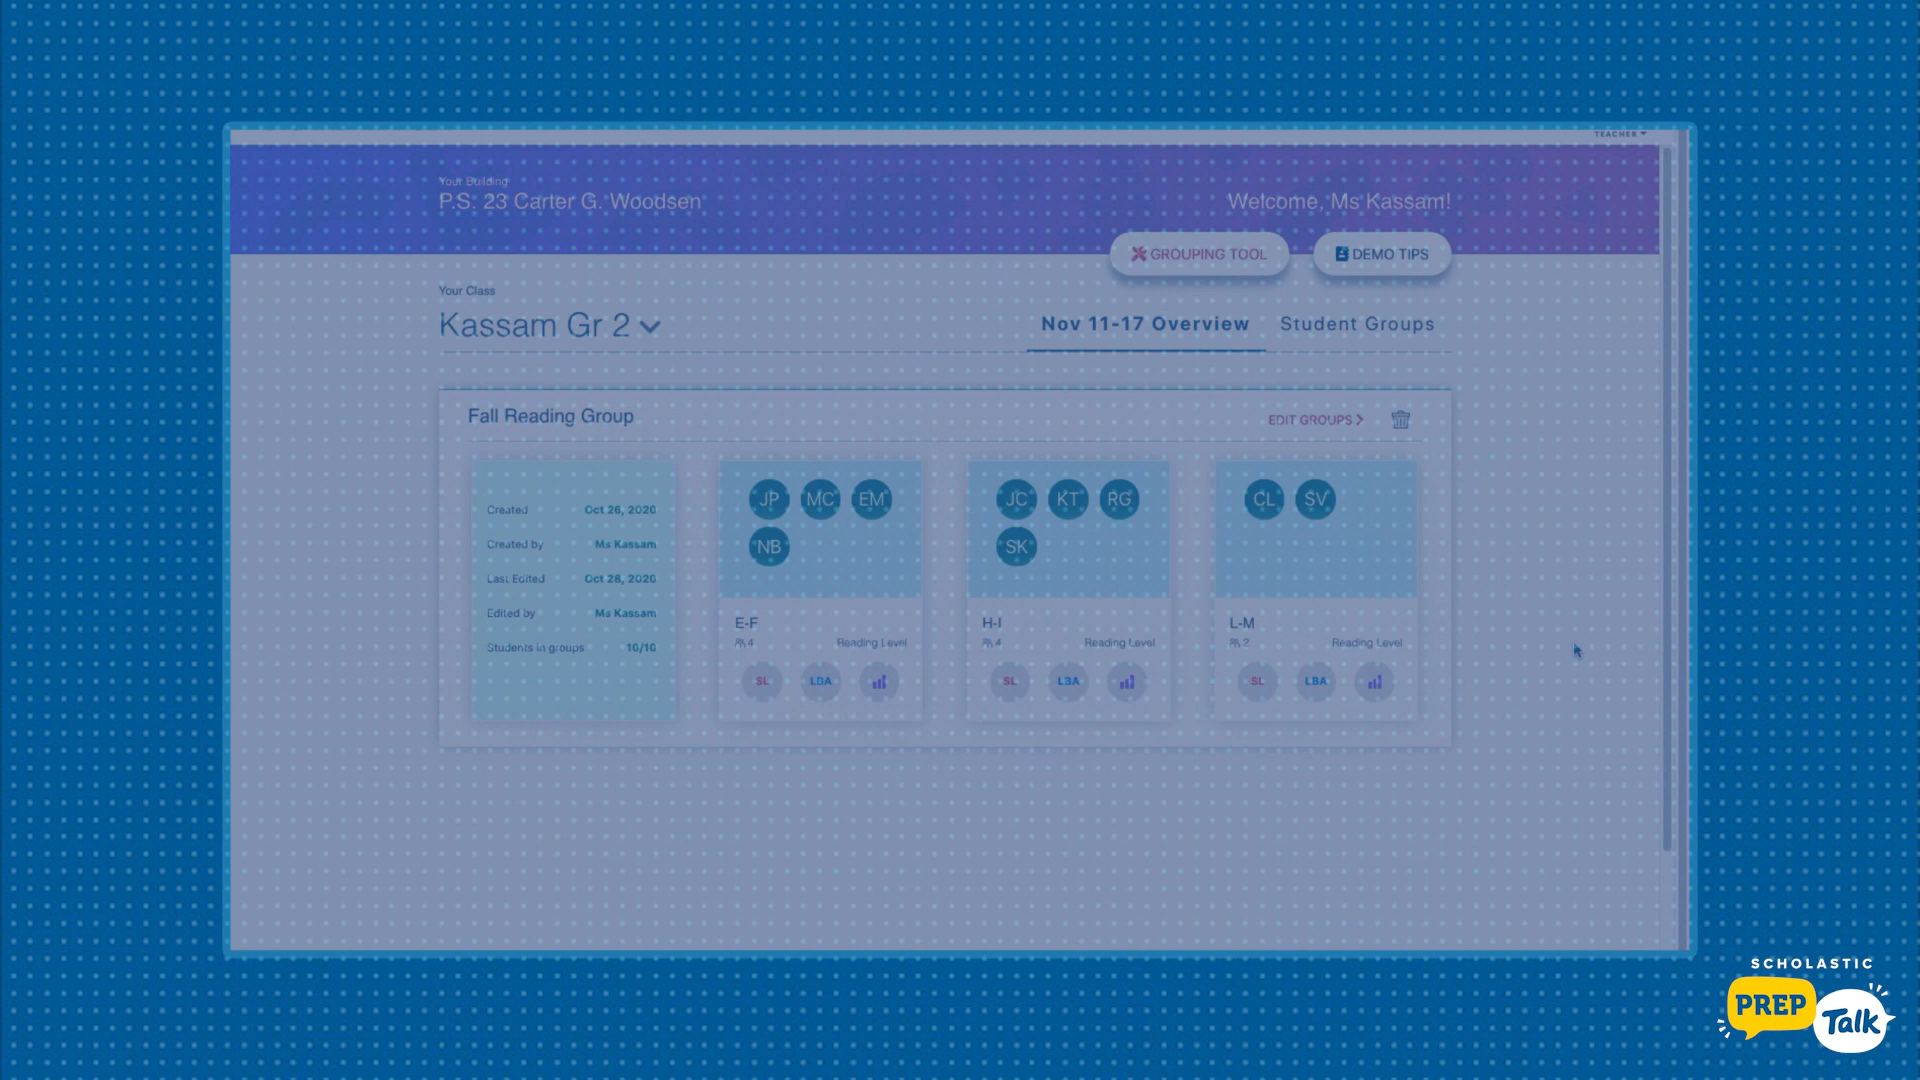 TEACHER
Your Building
P.S. 23 Carter G. Woodsen
Welcome, Ms Kassam!
GROUPING TOOL
DEMO TIPS
Your Class
Kassam Gr 2
Nov 11-17 Overview
Student Groups
Fall Reading Group
EDIT GROUPS
Created Oct 26, 2020
Created by Ms Kassam
Last Edited Oct 28, 2020
Edited by Ms Kassam
Students in groups 10/10
JP MC EM
NB
E-F
4 Reading Level
SL LBA
JC KT RG
SK
H-I
4 Reading Level
SL LBA
CL SV
L-M
2 Reading Level
SL LBA
SCHOLASTIC
PREP
Talk